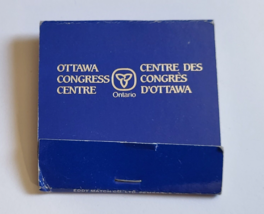 OTTAWA
CONGRESS
CENTRE
Ontario
CENTRE DES
CONGRÈS
D'OTTAWA